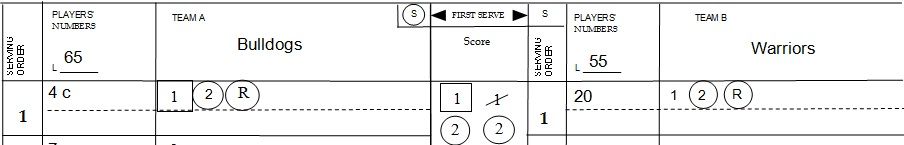 PLAYERS' NUMBERS TEAM A S ◄ FIRST SERVE ► S PLAYERS' NUMBERS TEAM B
SERVING ORDER L 65 Bulldogs Score SERVING ORDER L 55 Warriors
1 4 c 1 2 R 1 1 1 20 1 2 R
2 2